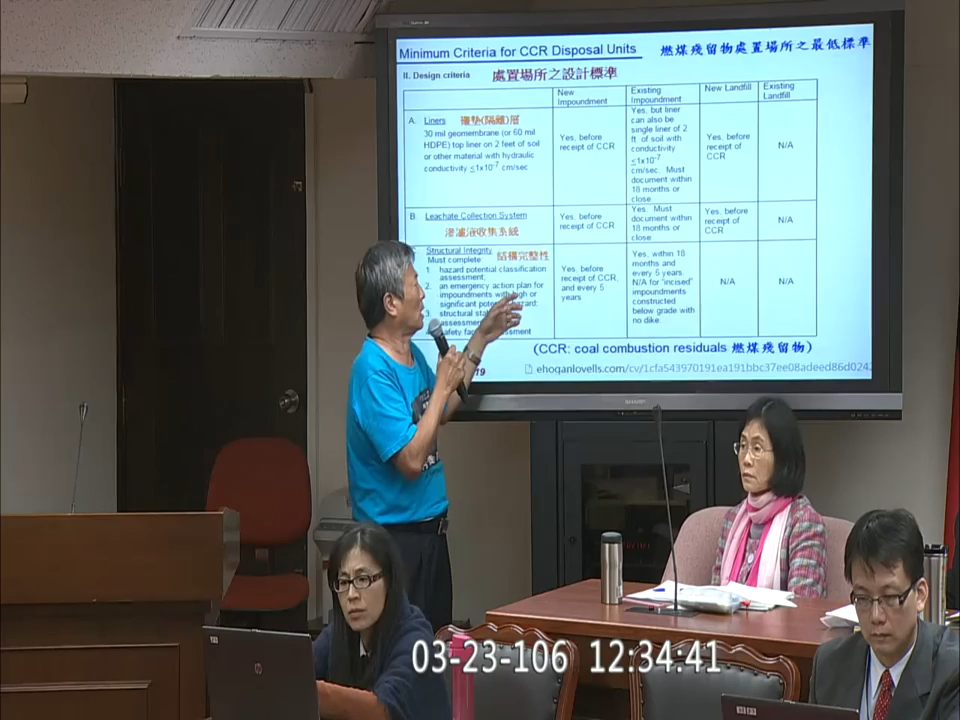 Minimum Criteria for CCR Disposal Units 燃煤殘留物處置場所之最低標準
II. Design criteria 處置場所之設計標準
New Impoundment
Existing Impoundment
New Landfill
Existing Landfill
A. Liners 襯墊(隔離)層
30 mil geomembrane (or 60 mil
HDPE) top liner on 2 feet of soil
or other material with hydraulic
conductivity <1x10⁻⁷ cm/sec
Yes, before
receipt of CCR
Yes, but liner
can also be
single liner of 2
ft. of soil with
conductivity
<1x10⁻⁷
cm/sec. Must
document within
18 months or
close
Yes, before
receipt of
CCR
N/A
B. Leachate Collection System
滲濾液收集系統
Yes, before
receipt of CCR
Yes. Must
document within
18 months or
close
Yes, before
receipt of
CCR
N/A
Structural Integrity 結構完整性
Must complete
1. hazard potential classification
assessment;
2. an emergency action plan for
impoundments with high or
significant hazard;
3. structural
assessment
safety assessment
Yes, before
receipt of CCR,
and every 5
years
Yes, within 18
months and
every 5 years.
N/A for "incised"
impoundments
constructed
below grade with
no dike.
N/A
N/A
(CCR: coal combustion residuals 燃煤殘留物)
79
ehoganlovells.com/cv/1cfa543970191ea191bbc37ee08adeed86d024
SHARP
hp
03-23-106 12:34:41